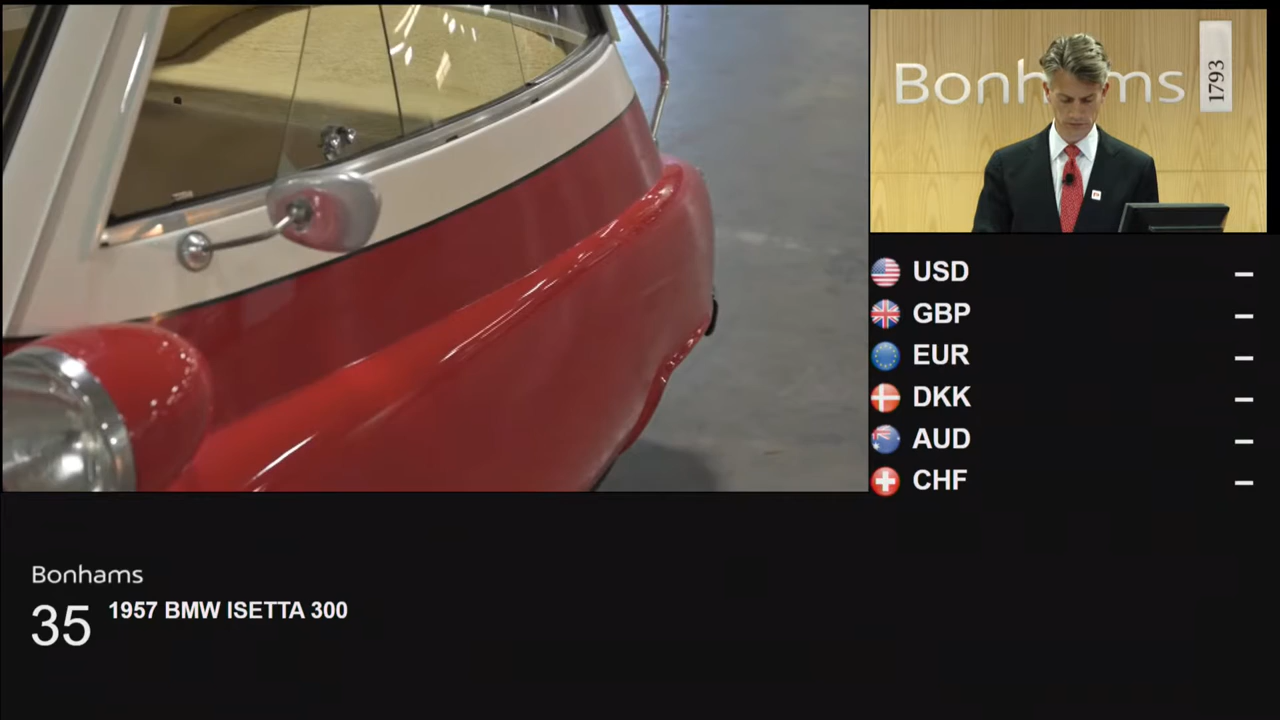 Bonhams
1793
USD –
GBP –
EUR –
DKK –
AUD –
CHF –
Bonhams
35 1957 BMW ISETTA 300